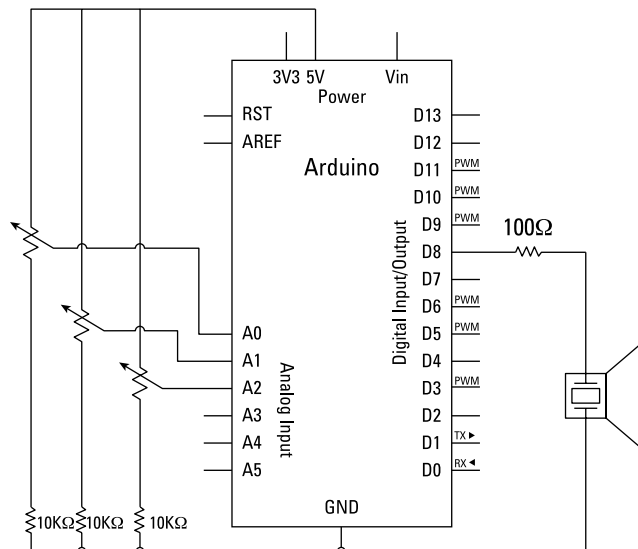 3V3 5V Vin
Power
RST
AREF
Arduino
D13
D12
D11 PWM
D10 PWM
D9 PWM
D8
100Ω
D7
D6 PWM
D5 PWM
D4
D3 PWM
D2
D1 TX ►
D0 RX ◄
Digital Input/Output
A0
A1
A2
A3
A4
A5
Analog Input
GND
10KΩ 10KΩ 10KΩ